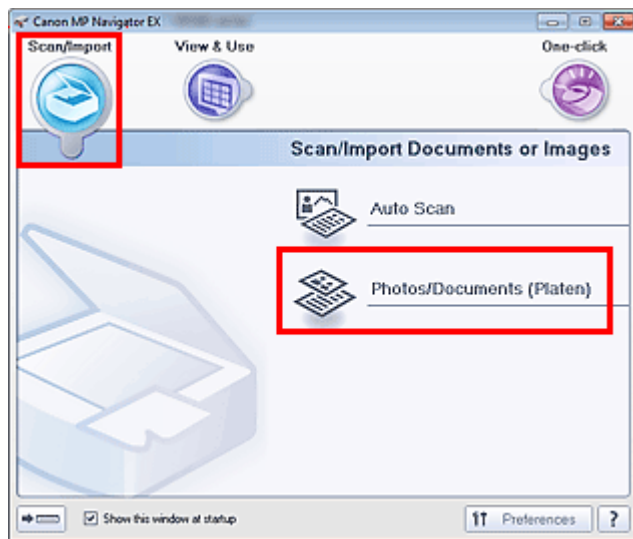 Canon MP Navigator EX
Scan/Import
View & Use
One-click
Scan/Import Documents or Images
Auto Scan
Photos/Documents (Platen)
Show this window at startup
Preferences
?